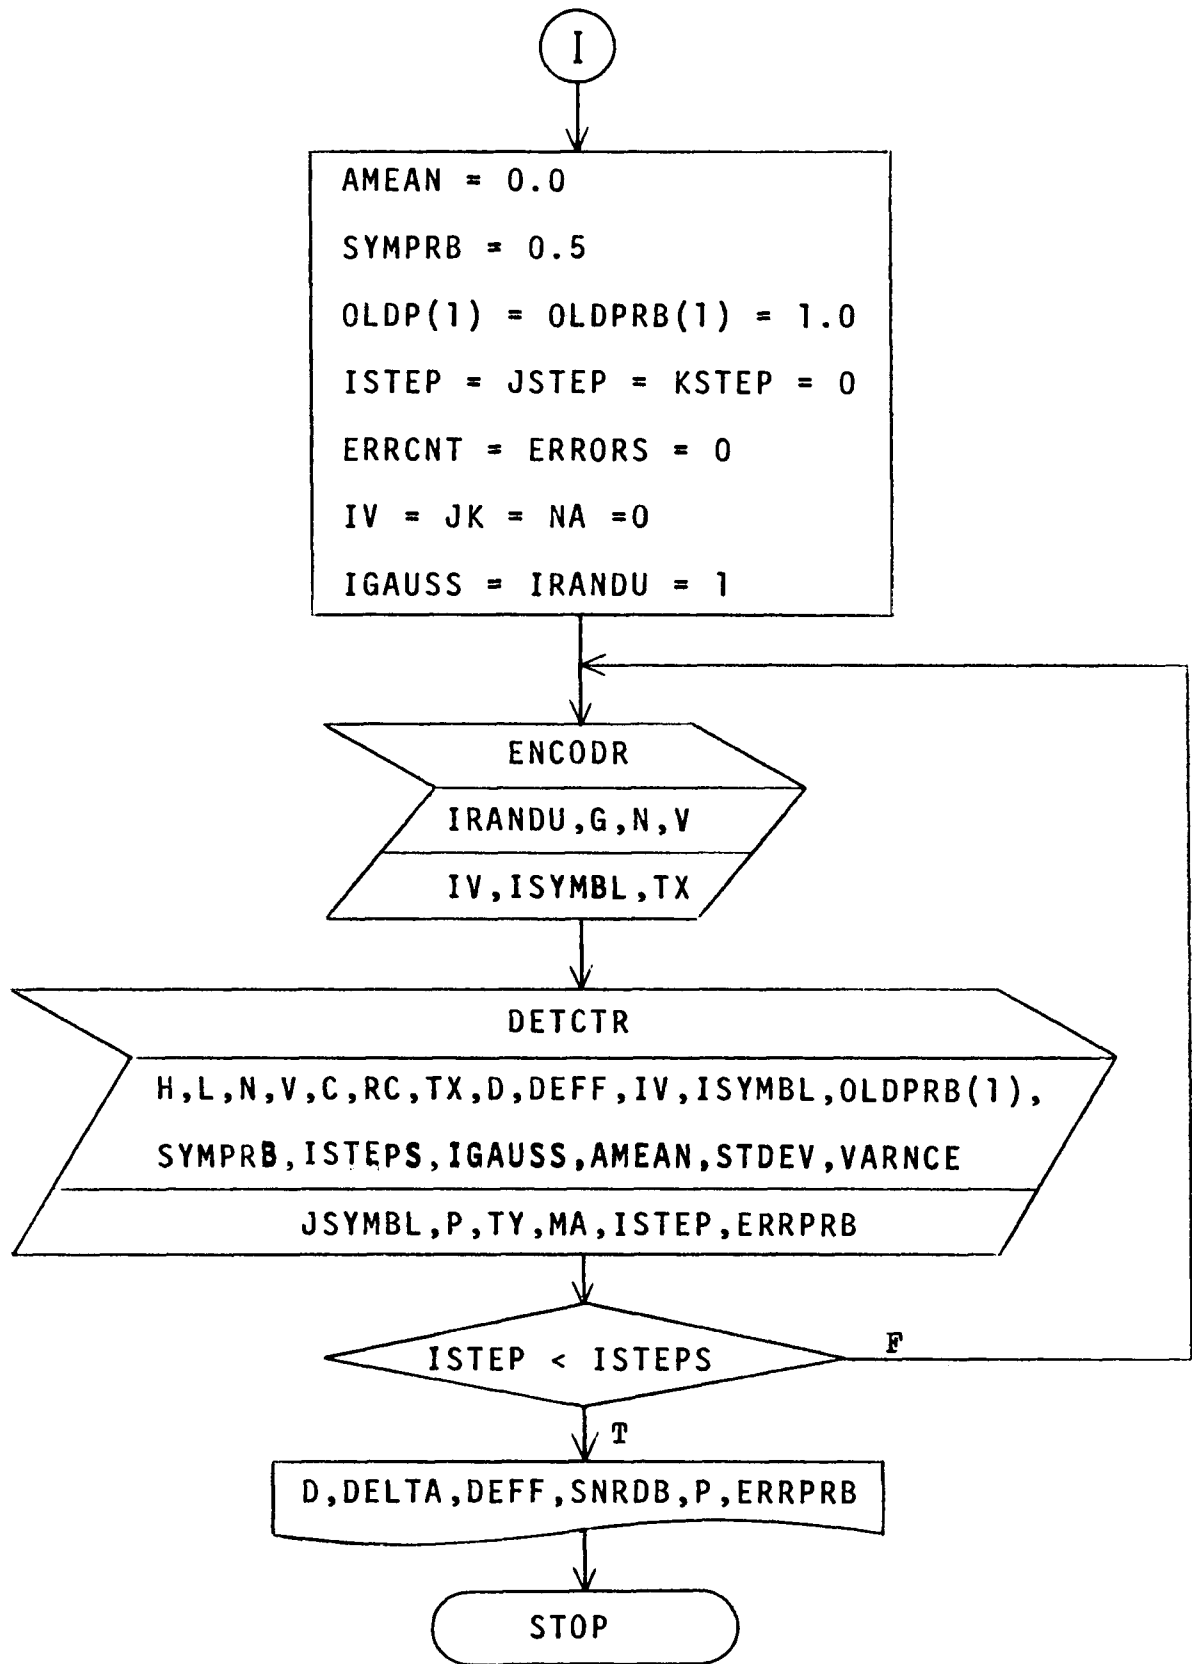 I
AMEAN = 0.0
SYMPRB = 0.5
OLDP(1) = OLDPRB(1) = 1.0
ISTEP = JSTEP = KSTEP = 0
ERRCNT = ERRORS = 0
IV = JK = NA =0
IGAUSS = IRANDU = 1
ENCODR
IRANDU,G,N,V
IV,ISYMBL,TX
DETCTR
H,L,N,V,C,RC,TX,D,DEFF,IV,ISYMBL,OLDPRB(1),
SYMPRB,ISTEPS,IGAUSS,AMEAN,STDEV,VARNCE
JSYMBL,P,TY,MA,ISTEP,ERRPRB
ISTEP < ISTEPS
F
T
D,DELTA,DEFF,SNRDB,P,ERRPRB
STOP